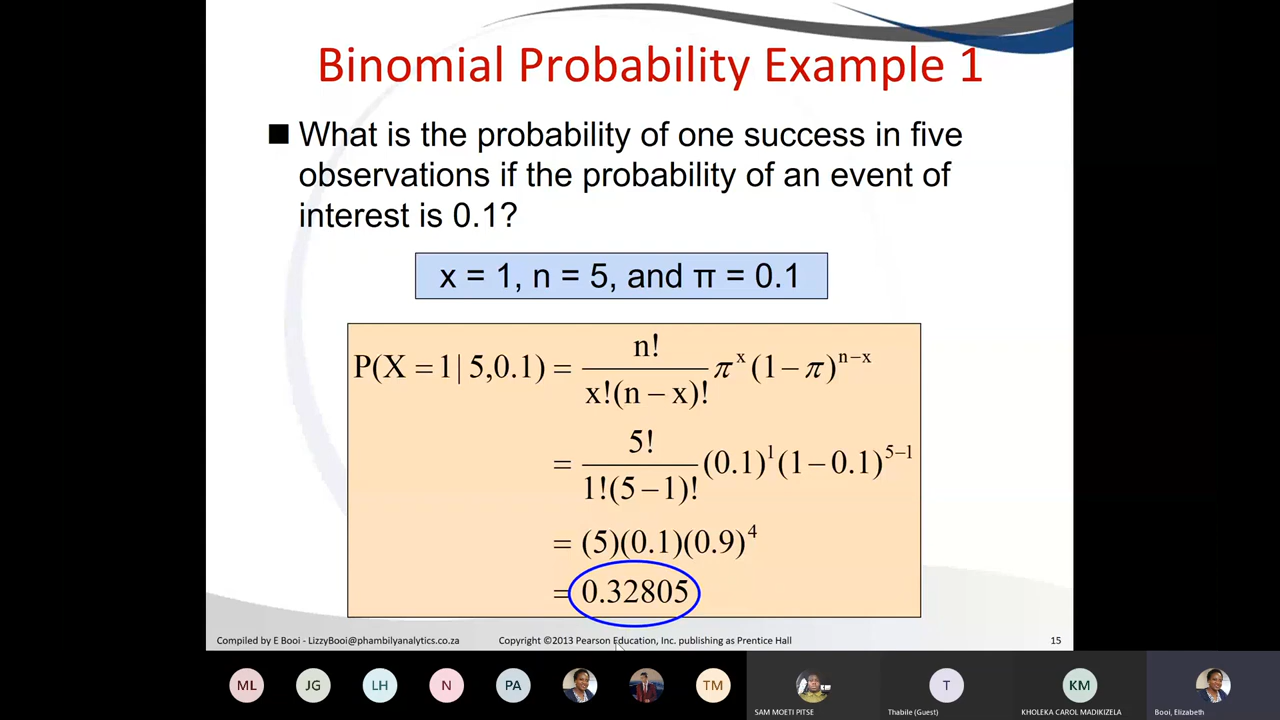 Binomial Probability Example 1
■ What is the probability of one success in five
observations if the probability of an event of
interest is 0.1?
x = 1, n = 5, and π = 0.1
P(X = 1 | 5,0.1) = n! / x!(n − x)! π^x (1 − π)^n−x
= 5! / 1!(5 − 1)! (0.1)^1 (1 − 0.1)^5−1
= (5)(0.1)(0.9)^4
= 0.32805
Compiled by E Booi - LizzyBooi@phambilyanalytics.co.za Copyright ©2013 Pearson Education, Inc. publishing as Prentice Hall 15
ML JG LH N PA TM T KM
SAM MOETI PITSE Thabile (Guest) KHOLEKA CAROL MADIKIZELA Booi, Elizabeth